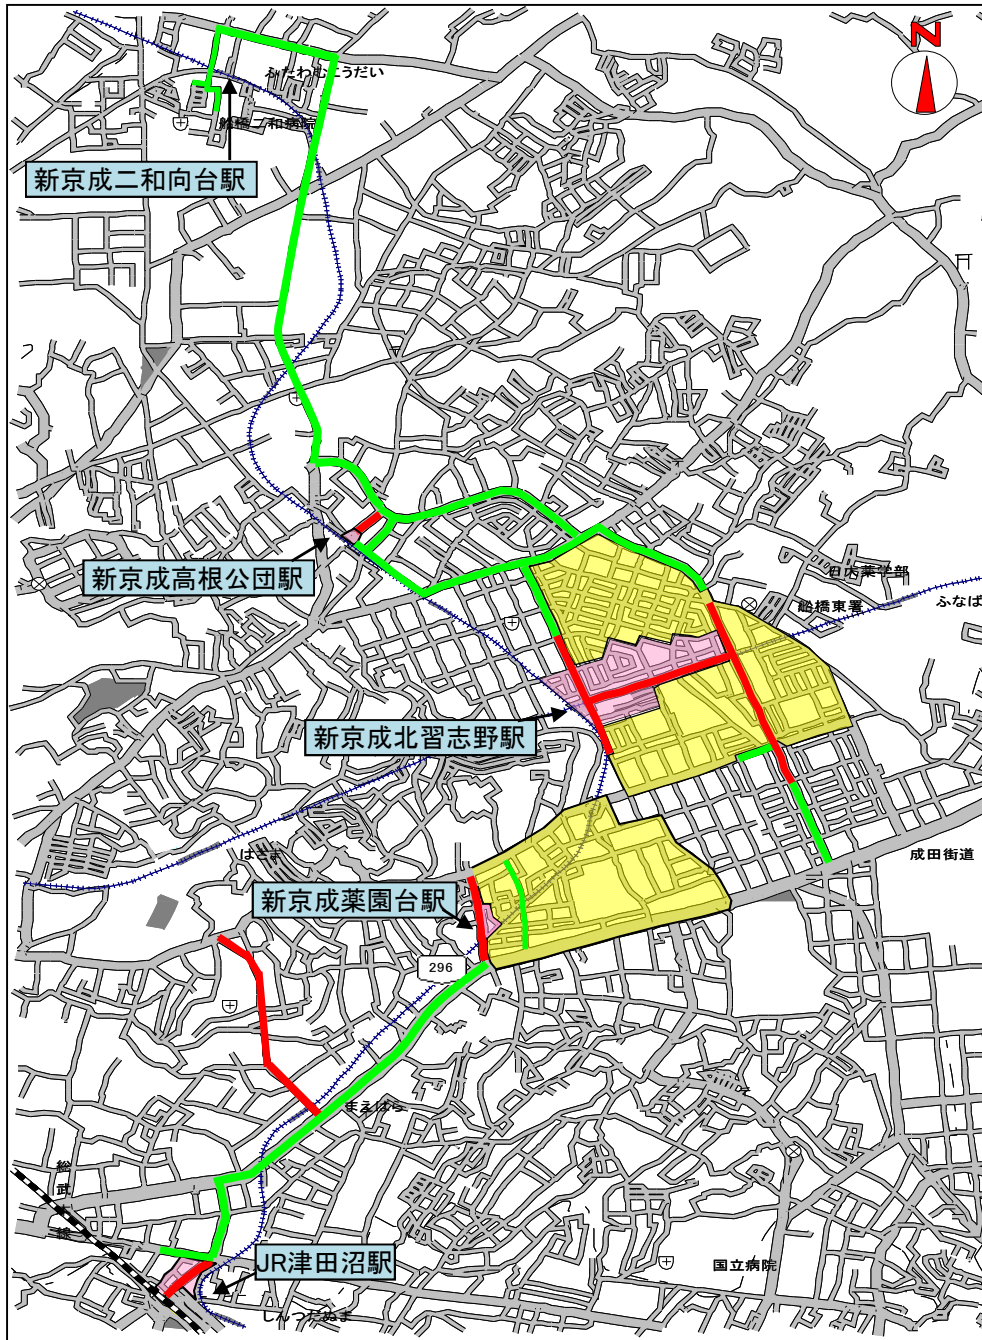 N
ふたわむこうだい
船橋二和病院
新京成二和向台駅
新京成高根公団駅
日大薬学部
船橋東署
ふなば
新京成北習志野駅
はさま
成田街道
新京成薬園台駅
296
まえばら
総武線
国立病院
JR津田沼駅
しんつだぬま